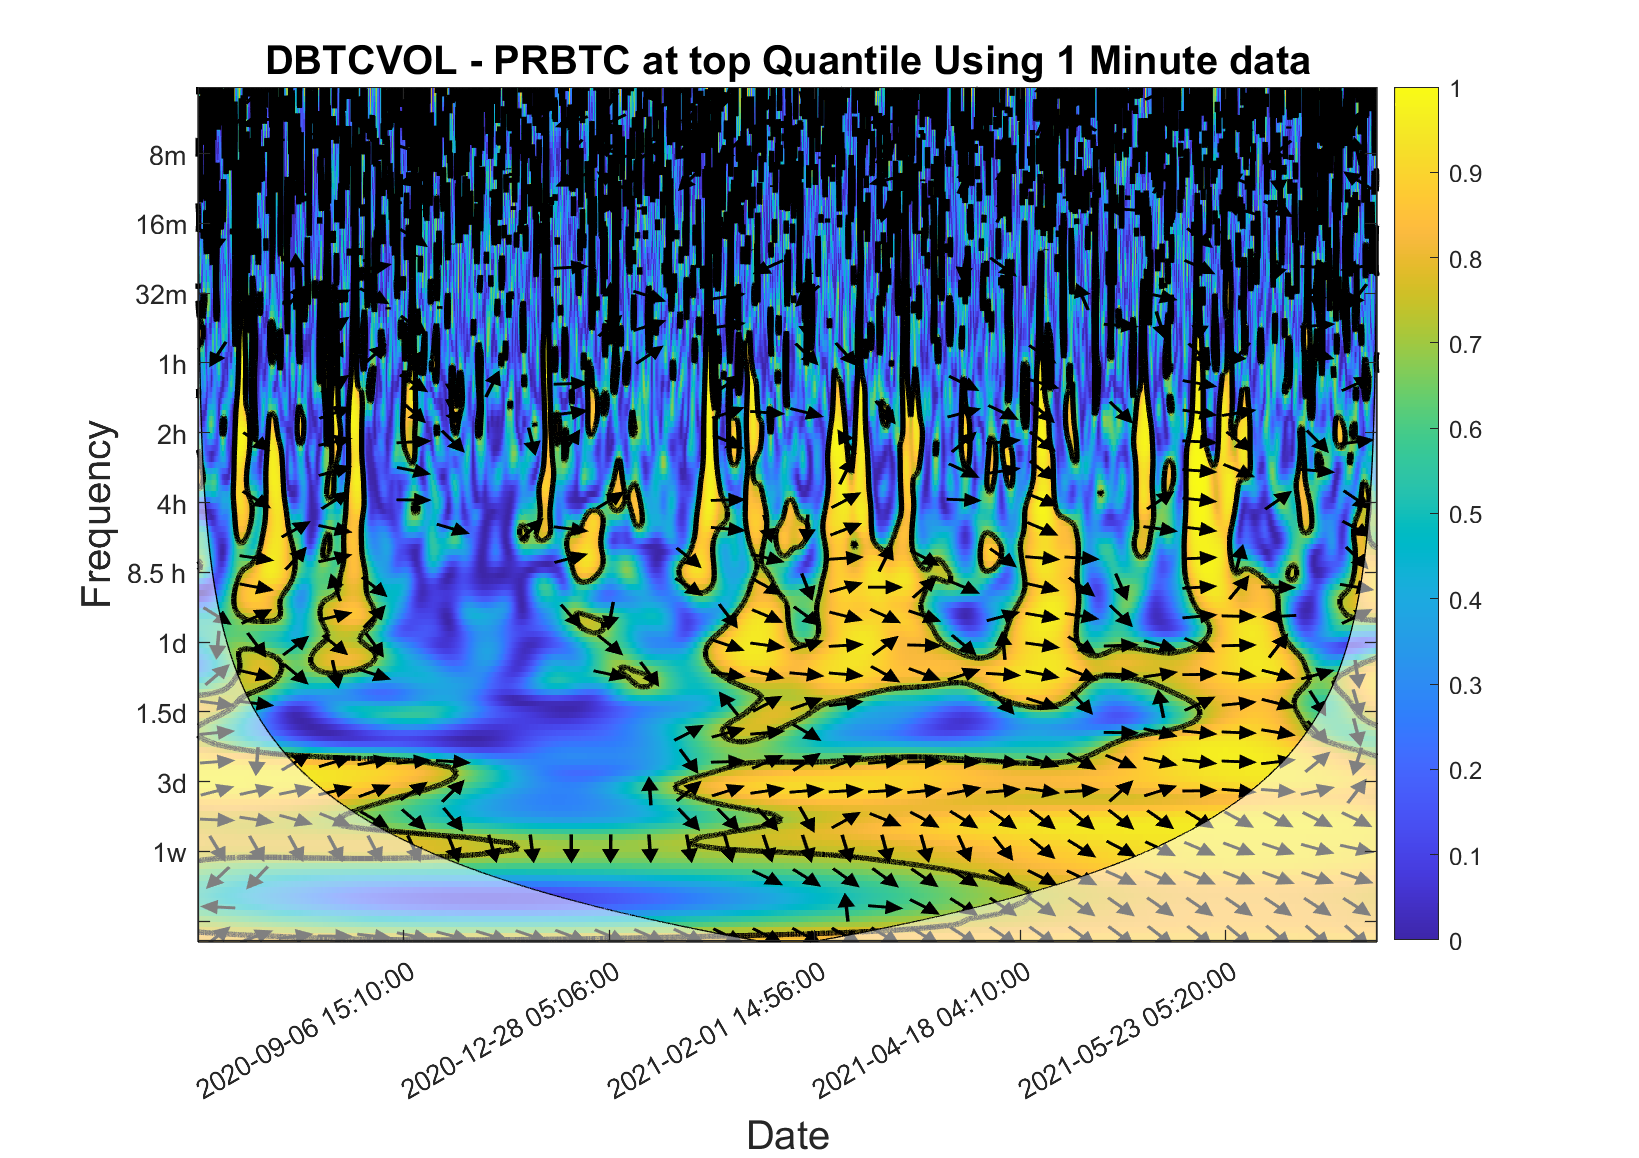 DBTCVOL - PRBTC at top Quantile Using 1 Minute data
Frequency
8m
16m
32m
1h
2h
4h
8.5 h
1d
1.5d
3d
1w
1
0.9
0.8
0.7
0.6
0.5
0.4
0.3
0.2
0.1
0
2020-09-06 15:10:00
2020-12-28 05:06:00
2021-02-01 14:56:00
2021-04-18 04:10:00
2021-05-23 05:20:00
Date